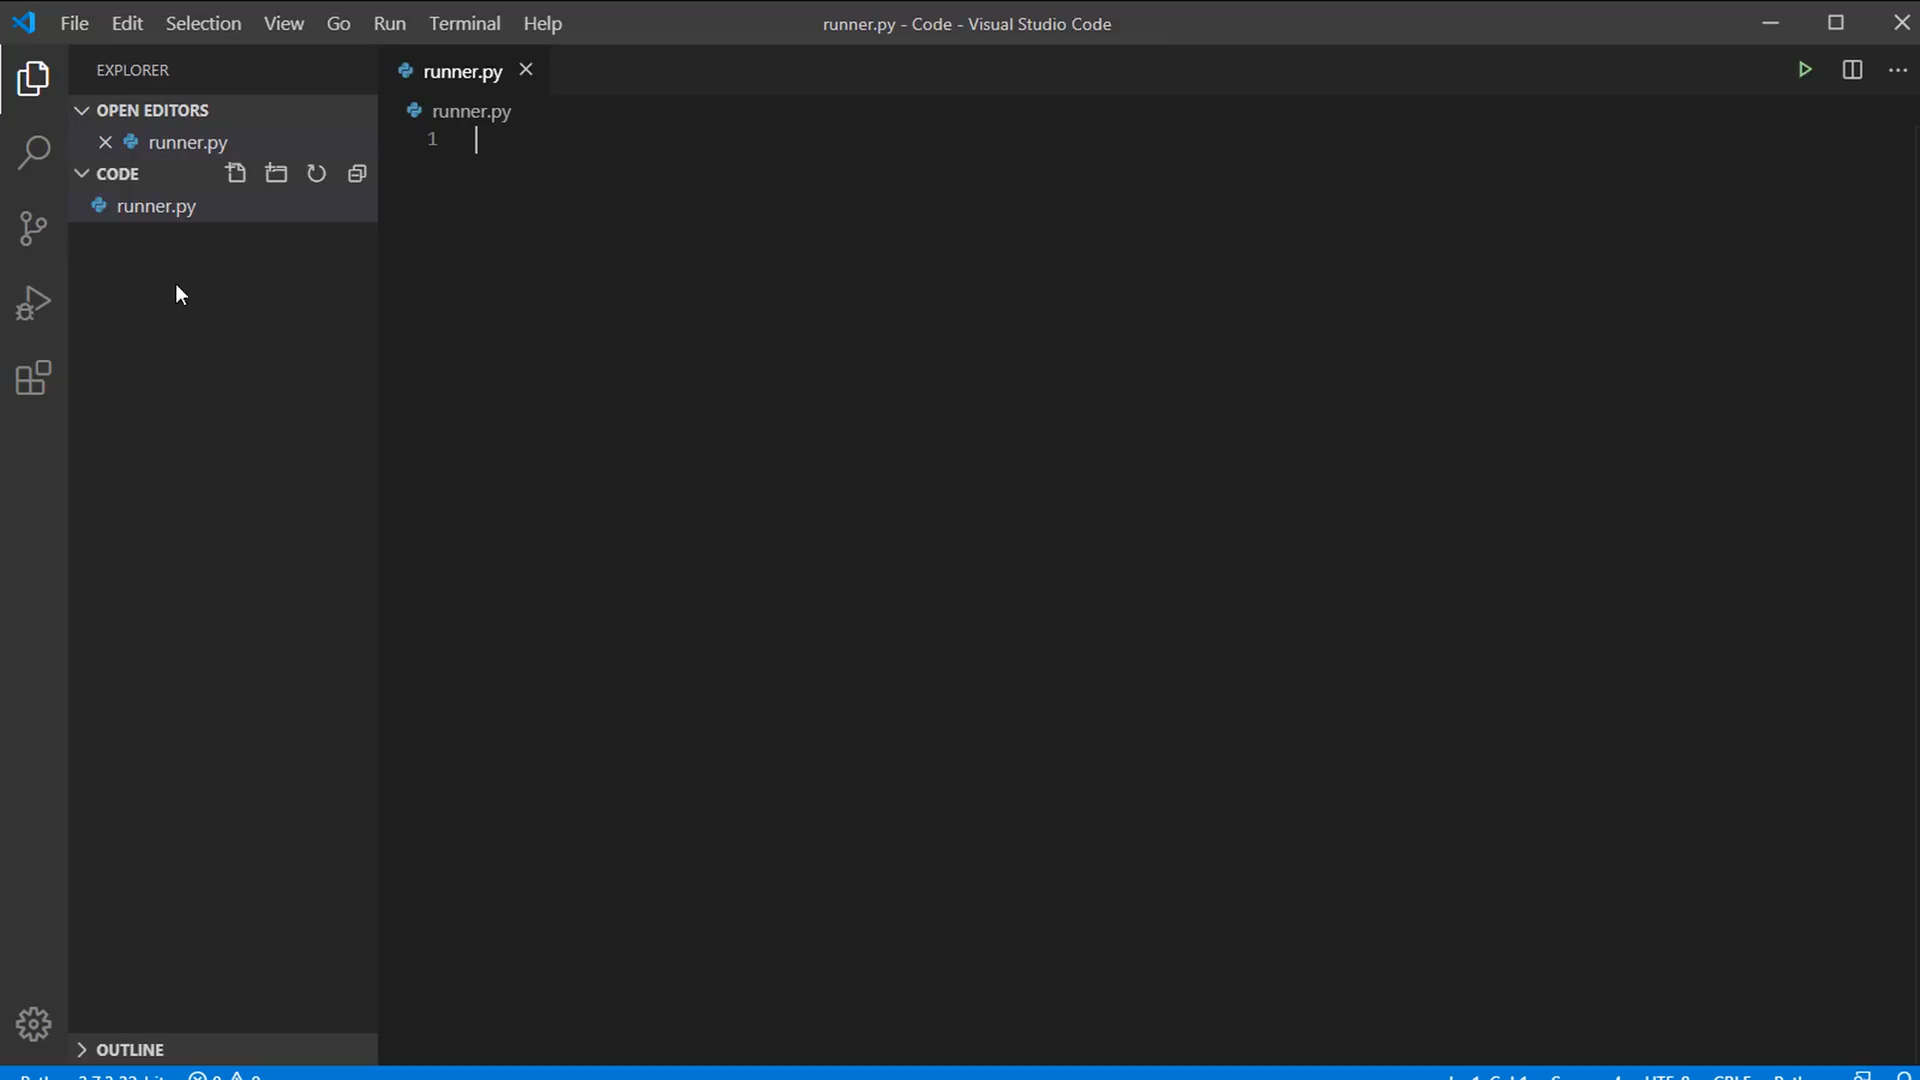 File Edit Selection View Go Run Terminal Help
runner.py - Code - Visual Studio Code
EXPLORER
runner.py
OPEN EDITORS
runner.py
runner.py
1
CODE
runner.py
OUTLINE